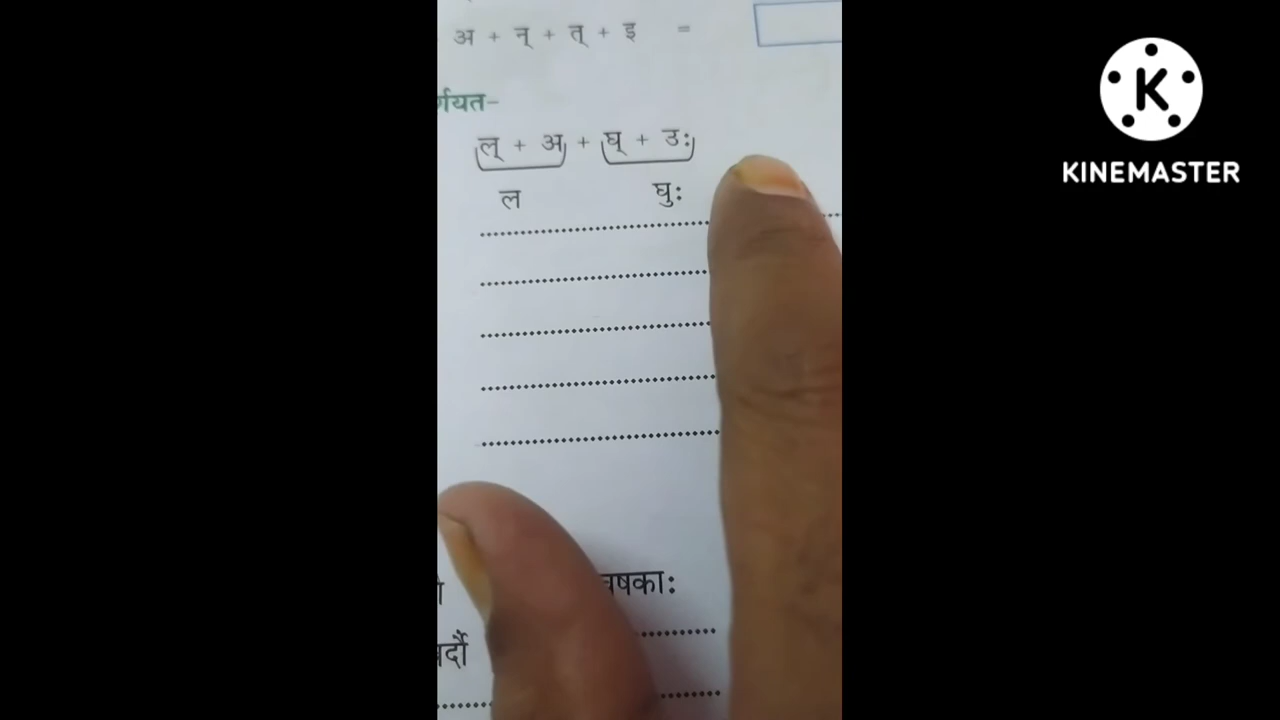 अ + न् + त् + इ =
र्णयत-
ल् + अ + घ् + उः
ल घुः
वृषकाः
र्दौ
K
KINEMASTER